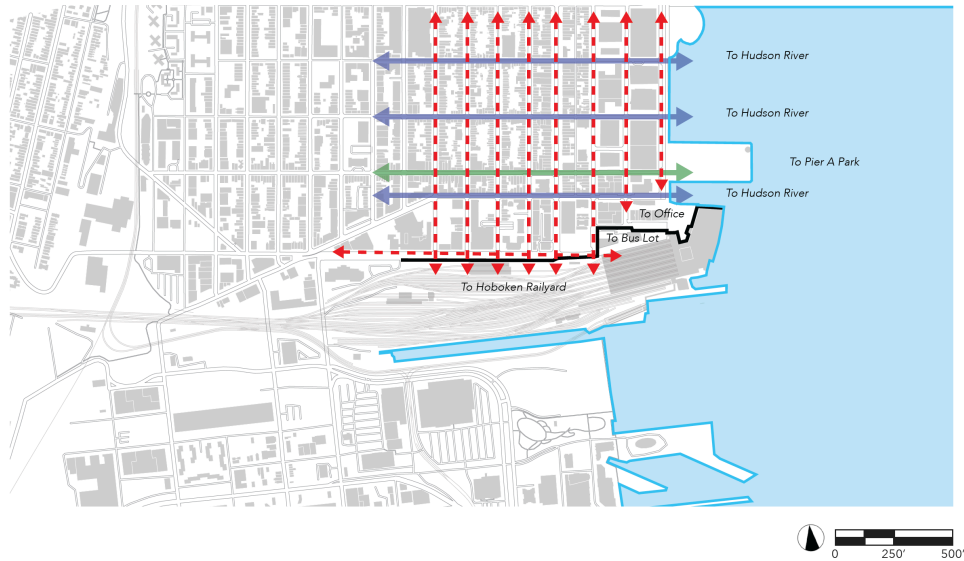 To Hudson River
To Hudson River
To Pier A Park
To Hudson River
To Office
To Bus Lot
To Hoboken Railyard
0 250′ 500′